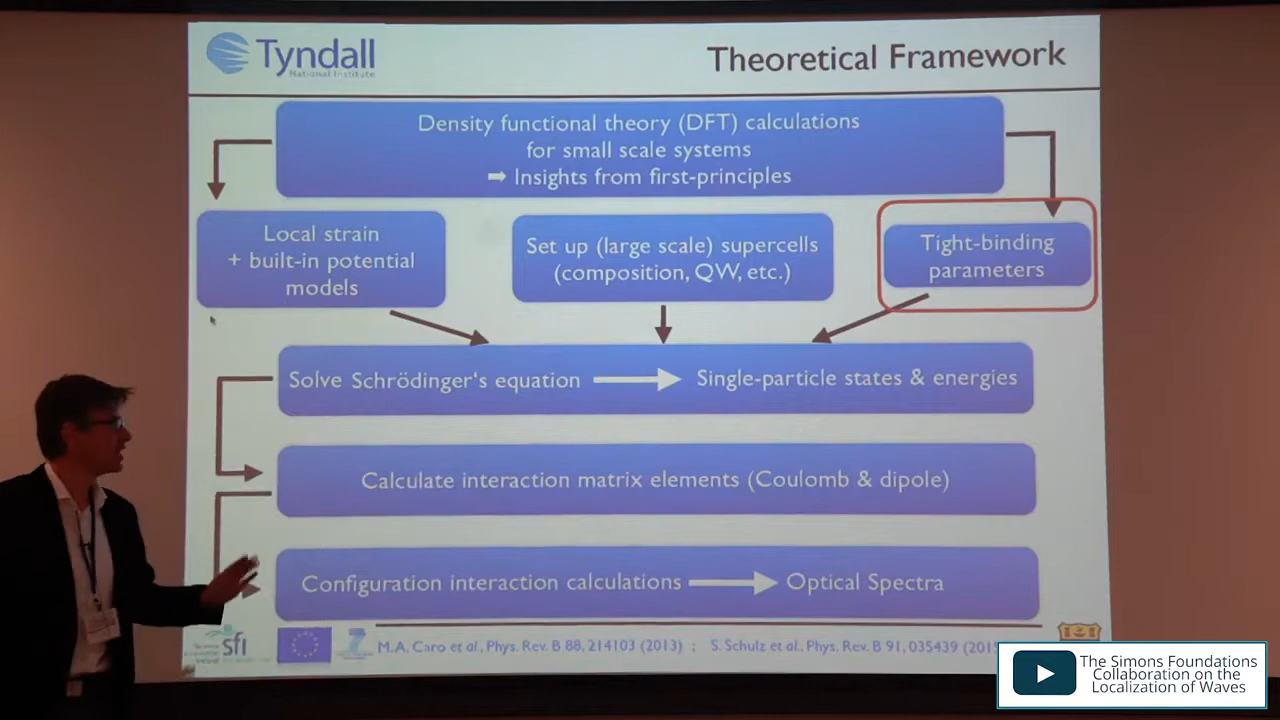 Tyndall
National Institute
Theoretical Framework
Density functional theory (DFT) calculations
for small scale systems
➡ Insights from first-principles
Local strain
+ built-in potential
models
Set up (large scale) supercells
(composition, QW, etc.)
Tight-binding
parameters
Solve Schrödinger's equation
Single-particle states & energies
Calculate interaction matrix elements (Coulomb & dipole)
Configuration interaction calculations
Optical Spectra
sfi
M.A. Caro et al., Phys. Rev. B 88, 214103 (2013) ; S. Schulz et al., Phys. Rev. B 91, 035439 (201
The Simons Foundations
Collaboration on the
Localization of Waves